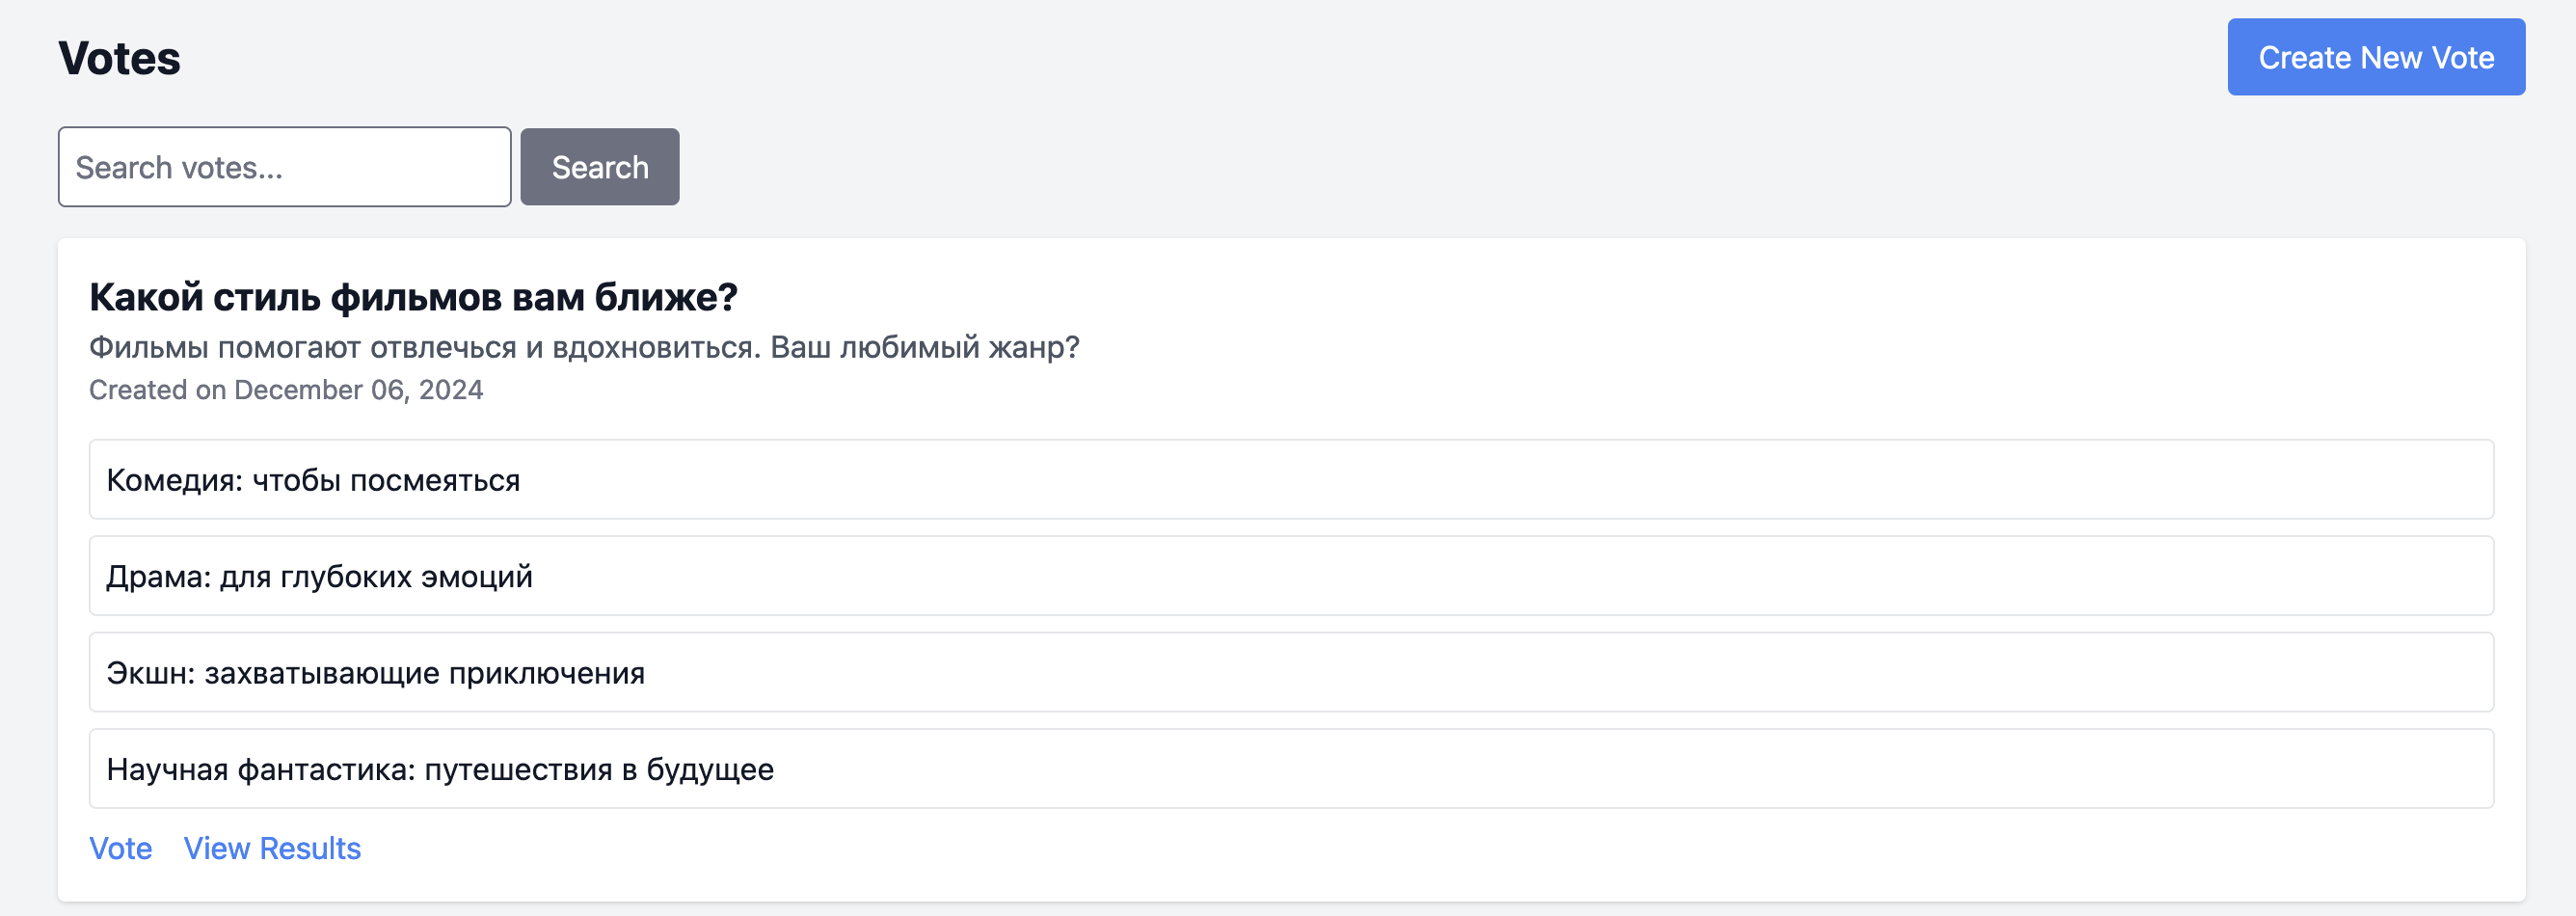 Votes
Create New Vote
Search votes...
Search
Какой стиль фильмов вам ближе?
Фильмы помогают отвлечься и вдохновиться. Ваш любимый жанр?
Created on December 06, 2024
Комедия: чтобы посмеяться
Драма: для глубоких эмоций
Экшн: захватывающие приключения
Научная фантастика: путешествия в будущее
Vote View Results